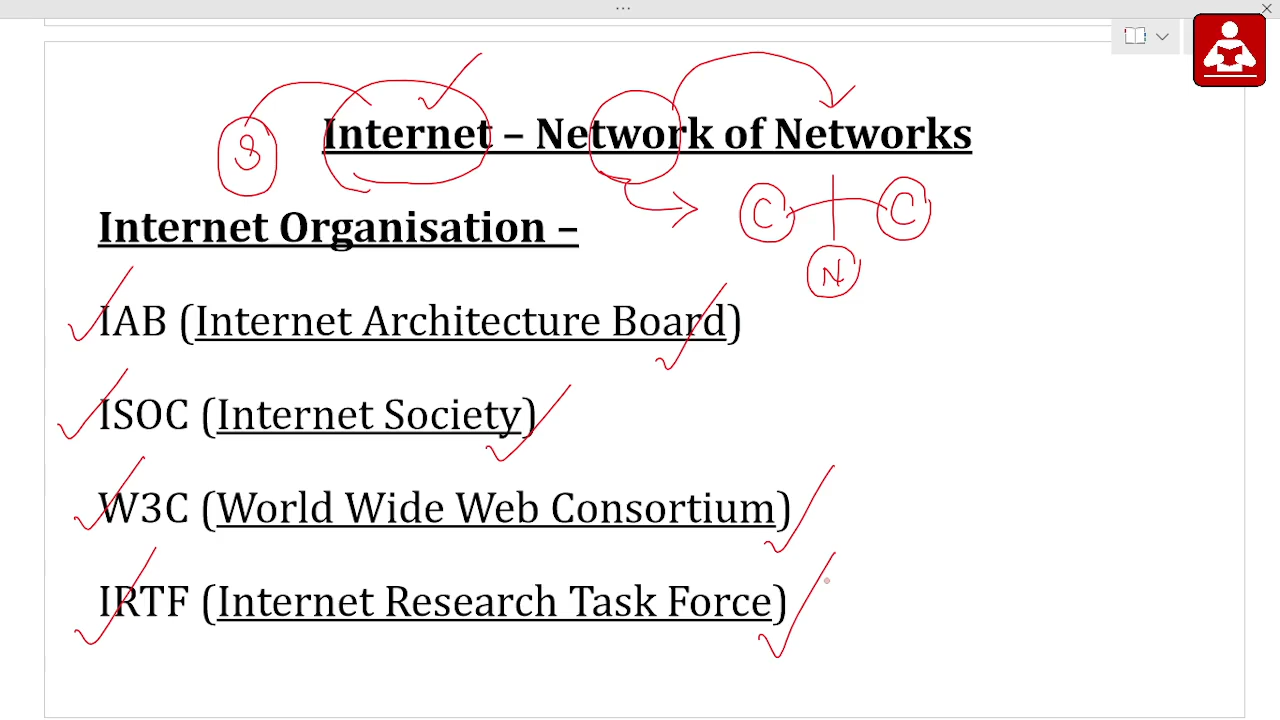 Internet – Network of Networks
Internet Organisation –
C C
N
IAB (Internet Architecture Board)
ISOC (Internet Society)
W3C (World Wide Web Consortium)
IRTF (Internet Research Task Force)